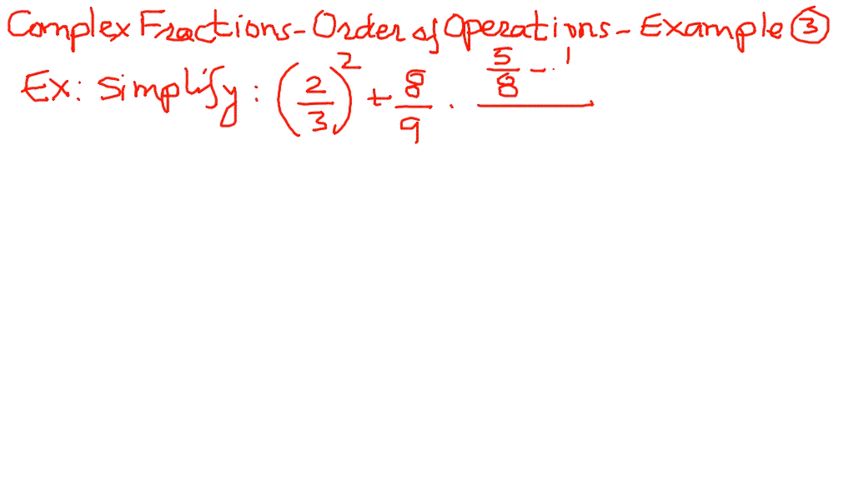 Complex Fractions - Order of Operations - Example ③
Ex: Simplify: (2/3)² + 8/9 · (5/8 - 1